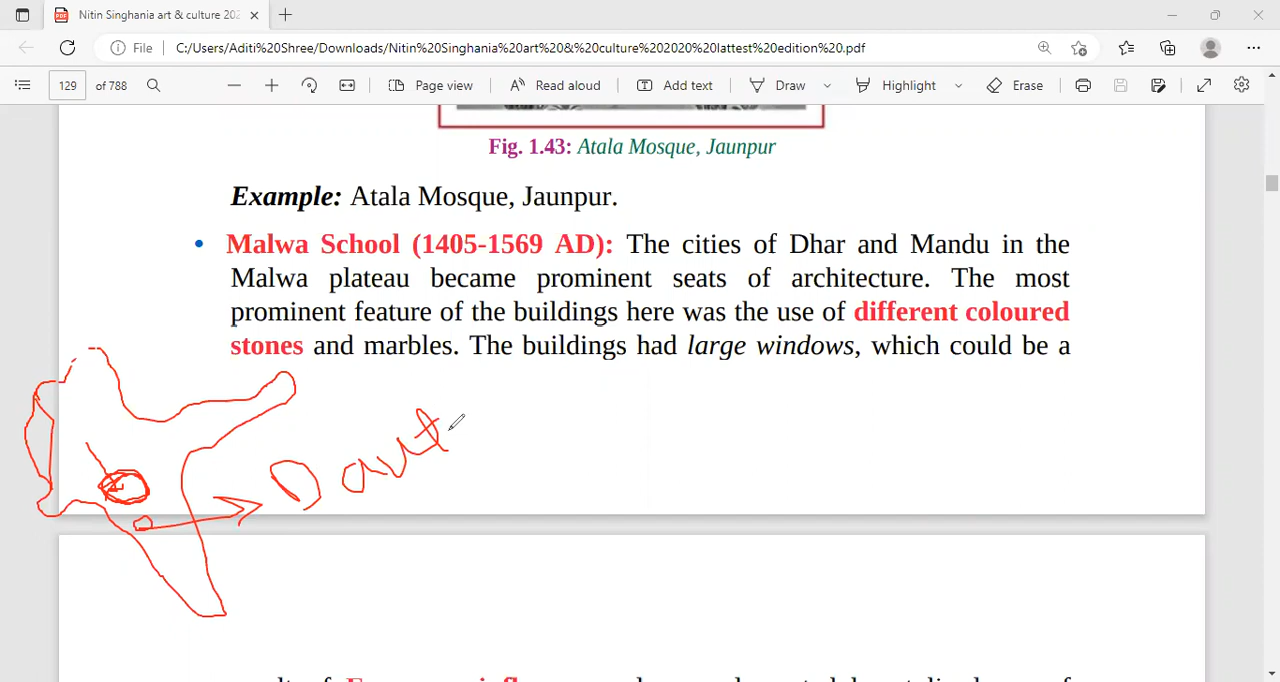 Nitin Singhania art & culture 202
File
C:/Users/Aditi%20Shree/Downloads/Nitin%20Singhania%20art%20&%20culture%202020%20lattest%20edition%20.pdf
129 of 788
Page view
Read aloud
Add text
Draw
Highlight
Erase
Fig. 1.43: Atala Mosque, Jaunpur
Example: Atala Mosque, Jaunpur.
• Malwa School (1405-1569 AD): The cities of Dhar and Mandu in the
Malwa plateau became prominent seats of architecture. The most
prominent feature of the buildings here was the use of different coloured
stones and marbles. The buildings had large windows, which could be a